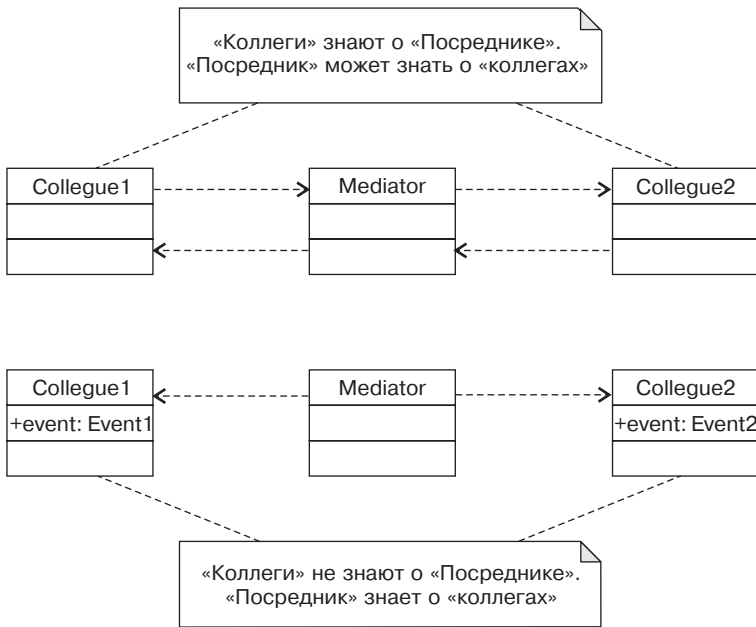 «Коллеги» знают о «Посреднике».
«Посредник» может знать о «коллегах»
Collegue1
Mediator
Collegue2
Collegue1
Mediator
Collegue2
+event: Event1
+event: Event2
«Коллеги» не знают о «Посреднике».
«Посредник» знает о «коллегах»